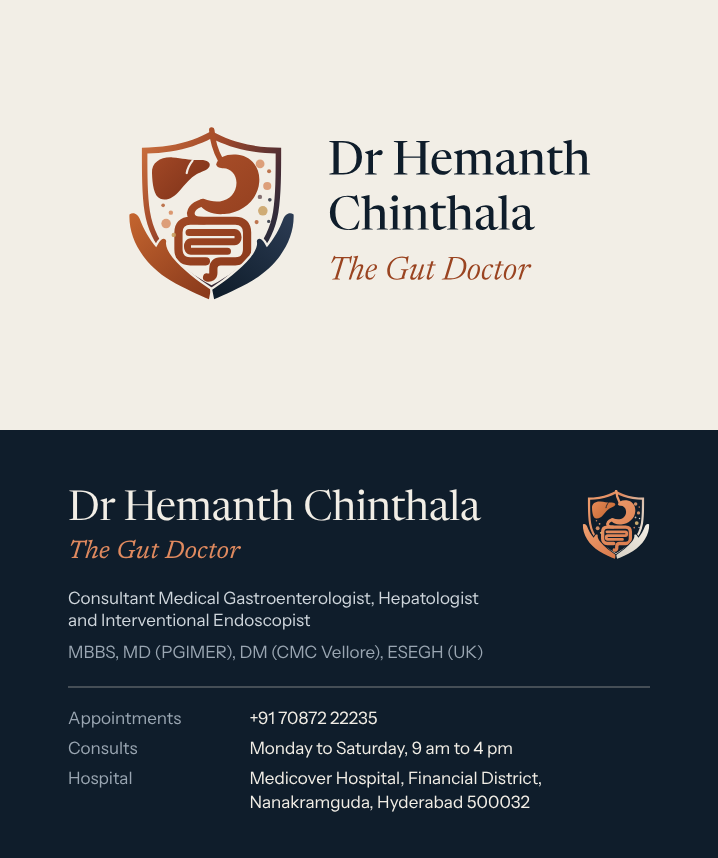 Dr Hemanth
Chinthala
The Gut Doctor
Dr Hemanth Chinthala
The Gut Doctor
Consultant Medical Gastroenterologist, Hepatologist
and Interventional Endoscopist
MBBS, MD (PGIMER), DM (CMC Vellore), ESEGH (UK)
Appointments +91 70872 22235
Consults Monday to Saturday, 9 am to 4 pm
Hospital Medicover Hospital, Financial District,
Nanakramguda, Hyderabad 500032